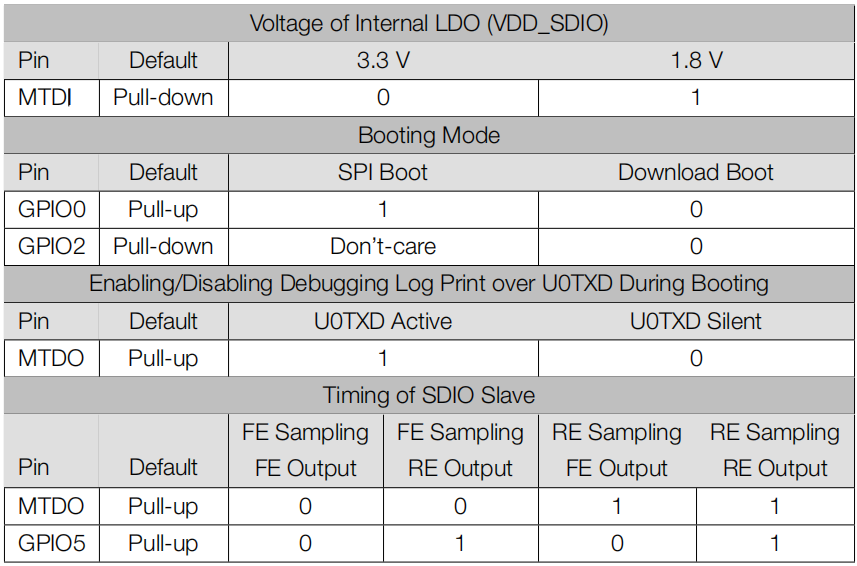 Voltage of Internal LDO (VDD_SDIO)
Pin Default 3.3 V 1.8 V
MTDI Pull-down 0 1
Booting Mode
Pin Default SPI Boot Download Boot
GPIO0 Pull-up 1 0
GPIO2 Pull-down Don't-care 0
Enabling/Disabling Debugging Log Print over U0TXD During Booting
Pin Default U0TXD Active U0TXD Silent
MTDO Pull-up 1 0
Timing of SDIO Slave
FE Sampling FE Sampling RE Sampling RE Sampling
Pin Default FE Output RE Output FE Output RE Output
MTDO Pull-up 0 0 1 1
GPIO5 Pull-up 0 1 0 1